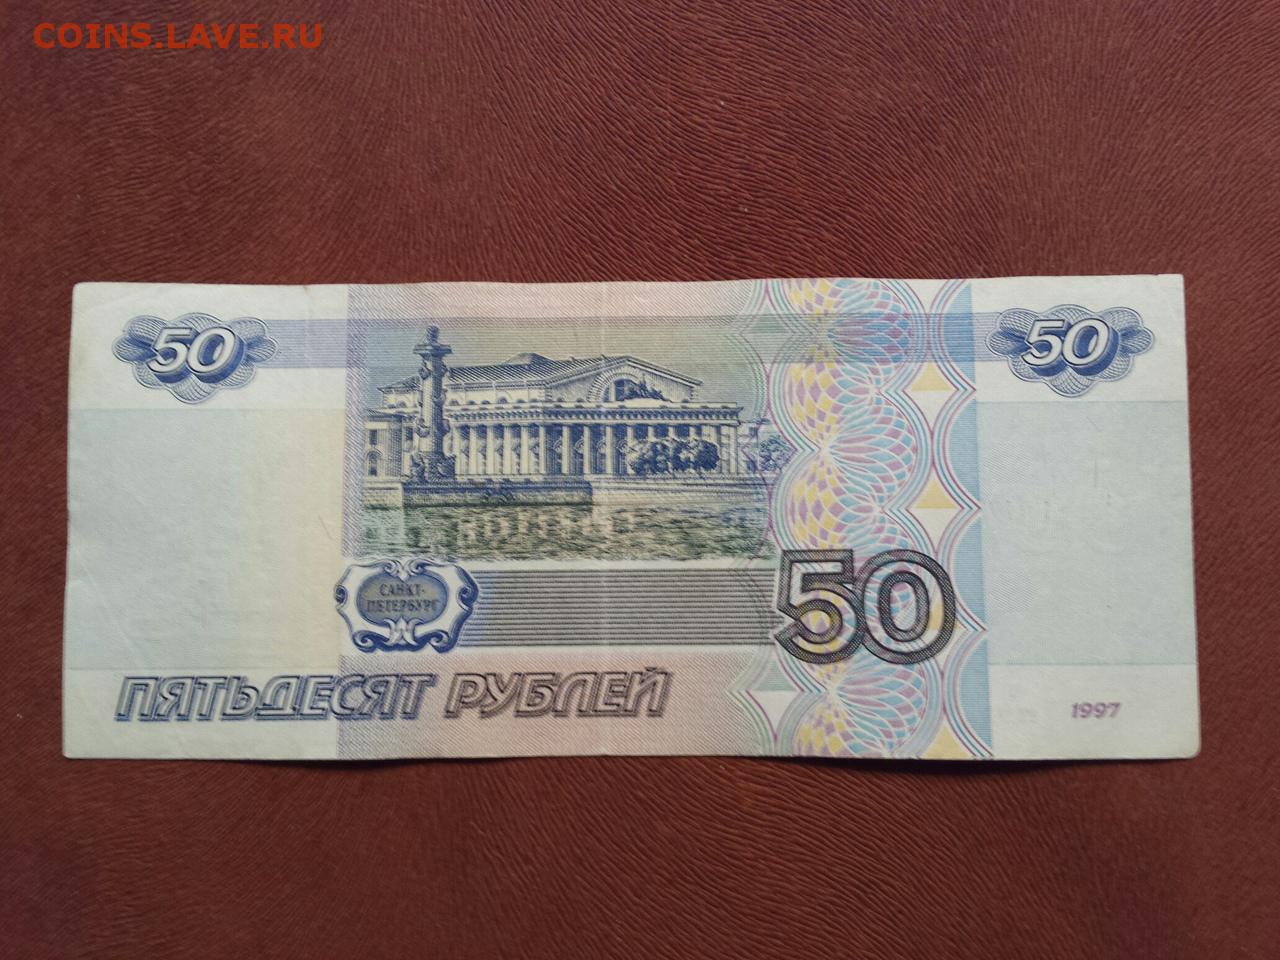 COINS.LAVE.RU
50
50
САНКТ-
ПЕТЕРБУРГ
50
ПЯТЬДЕСЯТ РУБЛЕЙ
1997